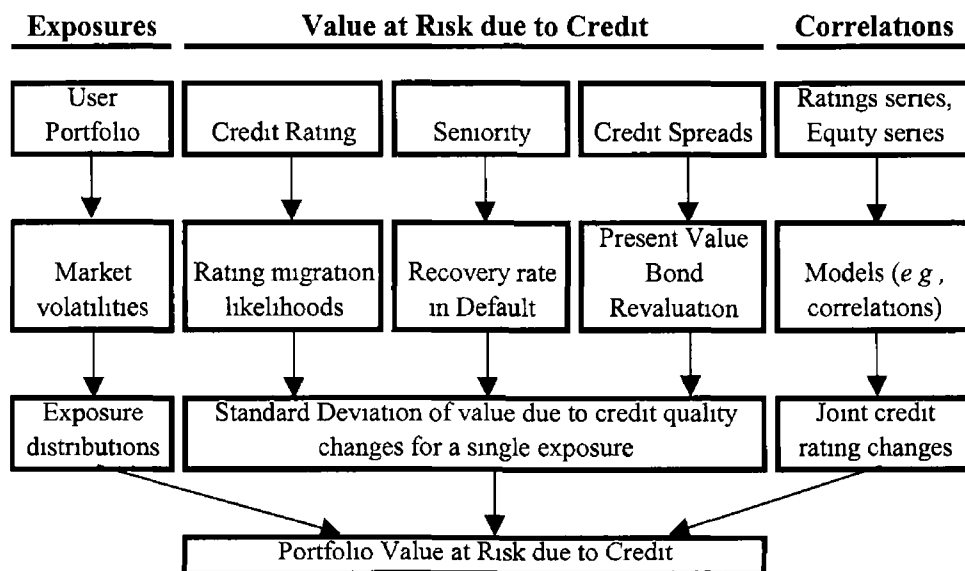 Exposures
Value at Risk due to Credit
Correlations
User
Portfolio
Credit Rating
Seniority
Credit Spreads
Ratings series,
Equity series
Market
volatilities
Rating migration
likelihoods
Recovery rate
in Default
Present Value
Bond
Revaluation
Models (e g ,
correlations)
Exposure
distributions
Standard Deviation of value due to credit quality
changes for a single exposure
Joint credit
rating changes
Portfolio Value at Risk due to Credit